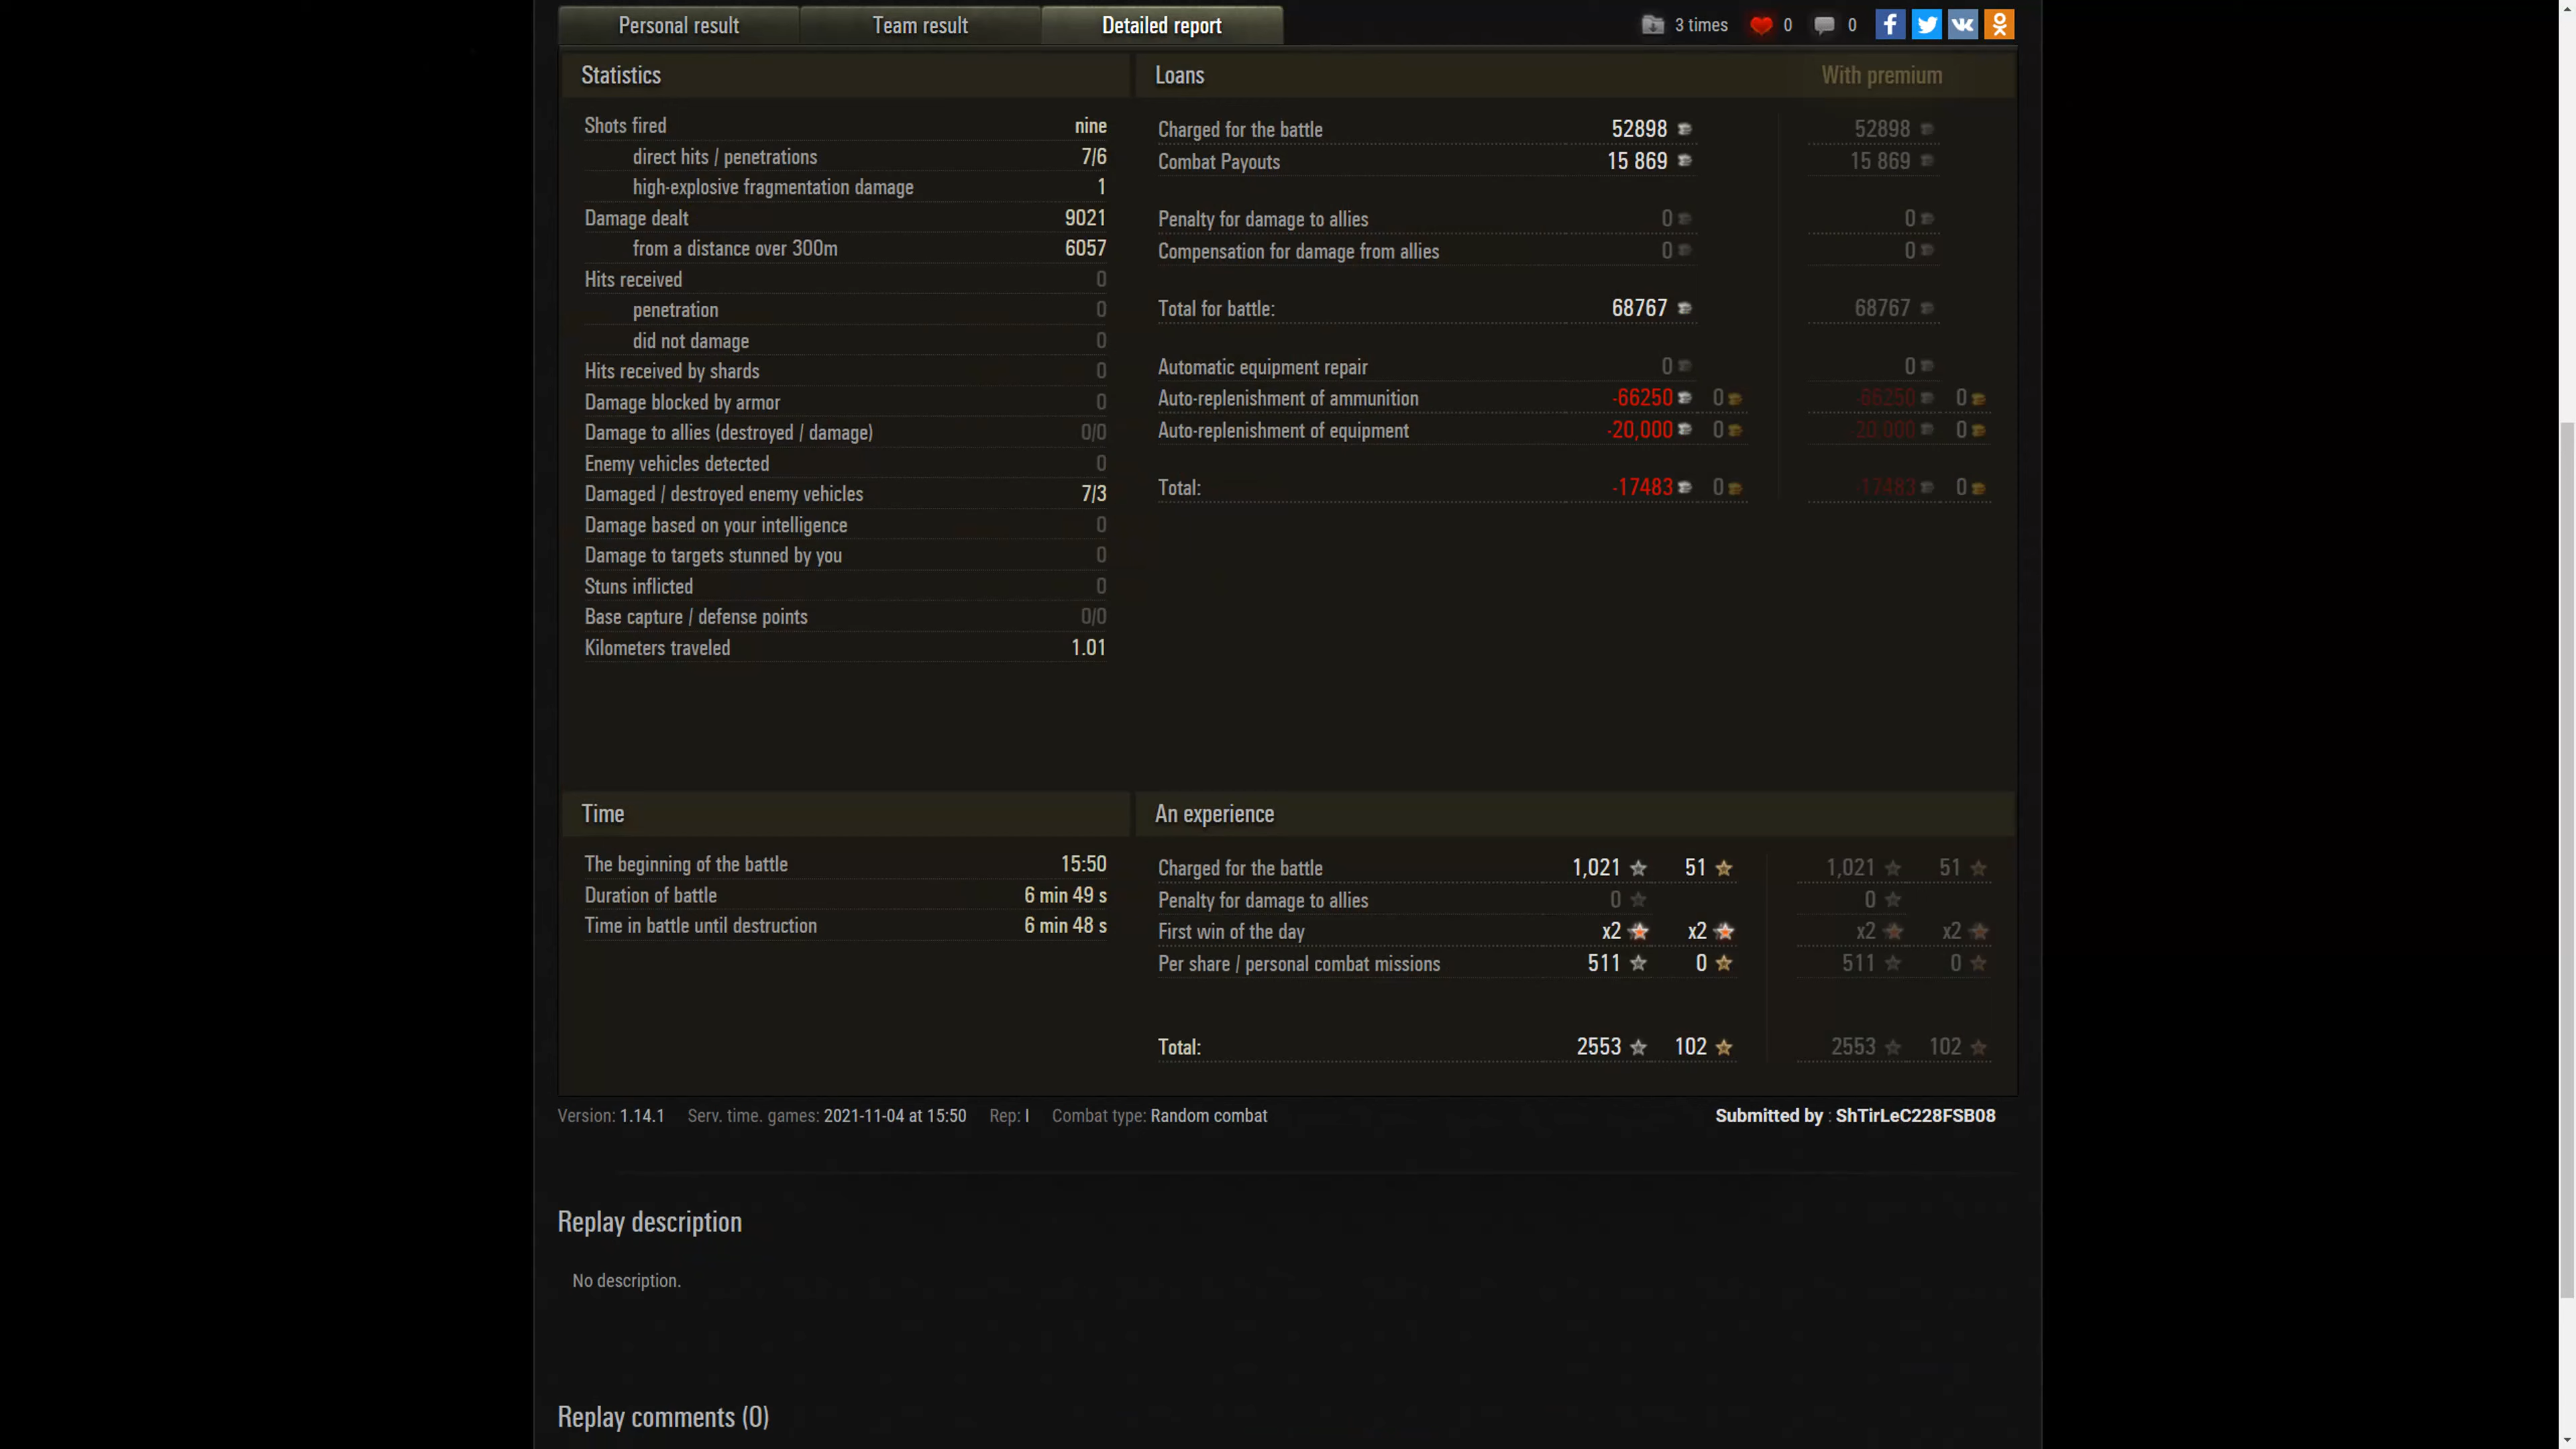 Personal result
Team result
Detailed report
3 times 0 0
Statistics
Shots fired nine
direct hits / penetrations 7/6
high-explosive fragmentation damage 1
Damage dealt 9021
from a distance over 300m 6057
Hits received 0
penetration 0
did not damage 0
Hits received by shards 0
Damage blocked by armor 0
Damage to allies (destroyed / damage) 0/0
Enemy vehicles detected 0
Damaged / destroyed enemy vehicles 7/3
Damage based on your intelligence 0
Damage to targets stunned by you 0
Stuns inflicted 0
Base capture / defense points 0/0
Kilometers traveled 1.01
Loans With premium
Charged for the battle 52898 52898
Combat Payouts 15 869 15 869
Penalty for damage to allies 0 0
Compensation for damage from allies 0 0
Total for battle: 68767 68767
Automatic equipment repair 0 0
Auto-replenishment of ammunition -66250 0 -66250 0
Auto-replenishment of equipment -20,000 0 -20,000 0
Total: -17483 0 -17483 0
Time
The beginning of the battle 15:50
Duration of battle 6 min 49 s
Time in battle until destruction 6 min 48 s
An experience
Charged for the battle 1,021 51 1,021 51
Penalty for damage to allies 0 0
First win of the day x2 x2 x2 x2
Per share / personal combat missions 511 0 511 0
Total: 2553 102 2553 102
Version: 1.14.1 Serv. time. games: 2021-11-04 at 15:50 Rep: I Combat type: Random combat Submitted by : ShTirLeC228FSB08
Replay description
No description.
Replay comments (0)